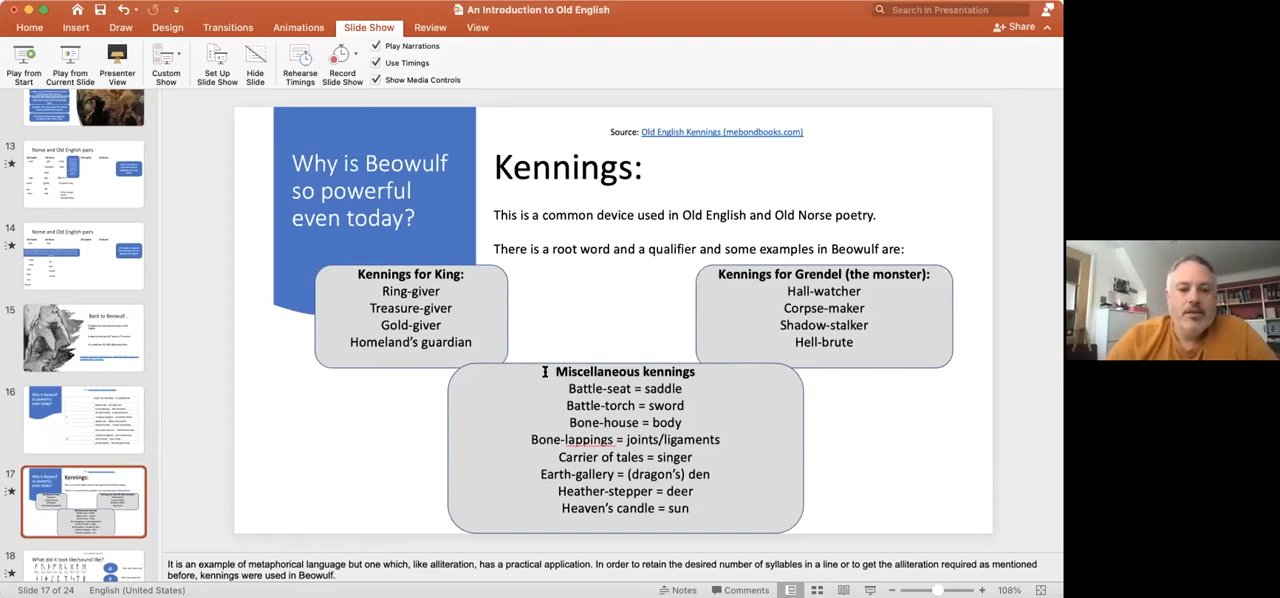 An Introduction to Old English
Search in Presentation
Home Insert Draw Design Transitions Animations Slide Show Review View
Share
Play from Start
Play from Current Slide
Presenter View
Custom Show
Set Up Slide Show
Hide Slide
Rehearse Timings
Record Slide Show
Play Narrations
Use Timings
Show Media Controls
13
Norse and Old English pairs
14
Norse and Old English pairs
15
Back to Beowulf...
16
17
18
What did it look like/sound like?
Why is Beowulf
so powerful
even today?
Source: Old English Kennings (mebondbooks.com)
Kennings:
This is a common device used in Old English and Old Norse poetry.
There is a root word and a qualifier and some examples in Beowulf are:
Kennings for King:
Ring-giver
Treasure-giver
Gold-giver
Homeland's guardian
Kennings for Grendel (the monster):
Hall-watcher
Corpse-maker
Shadow-stalker
Hell-brute
Miscellaneous kennings
Battle-seat = saddle
Battle-torch = sword
Bone-house = body
Bone-lappings = joints/ligaments
Carrier of tales = singer
Earth-gallery = (dragon's) den
Heather-stepper = deer
Heaven's candle = sun
It is an example of metaphorical language but one which, like alliteration, has a practical application. In order to retain the desired number of syllables in a line or to get the alliteration required as mentioned
before, kennings were used in Beowulf.
Slide 17 of 24 English (United States)
Notes Comments 108%